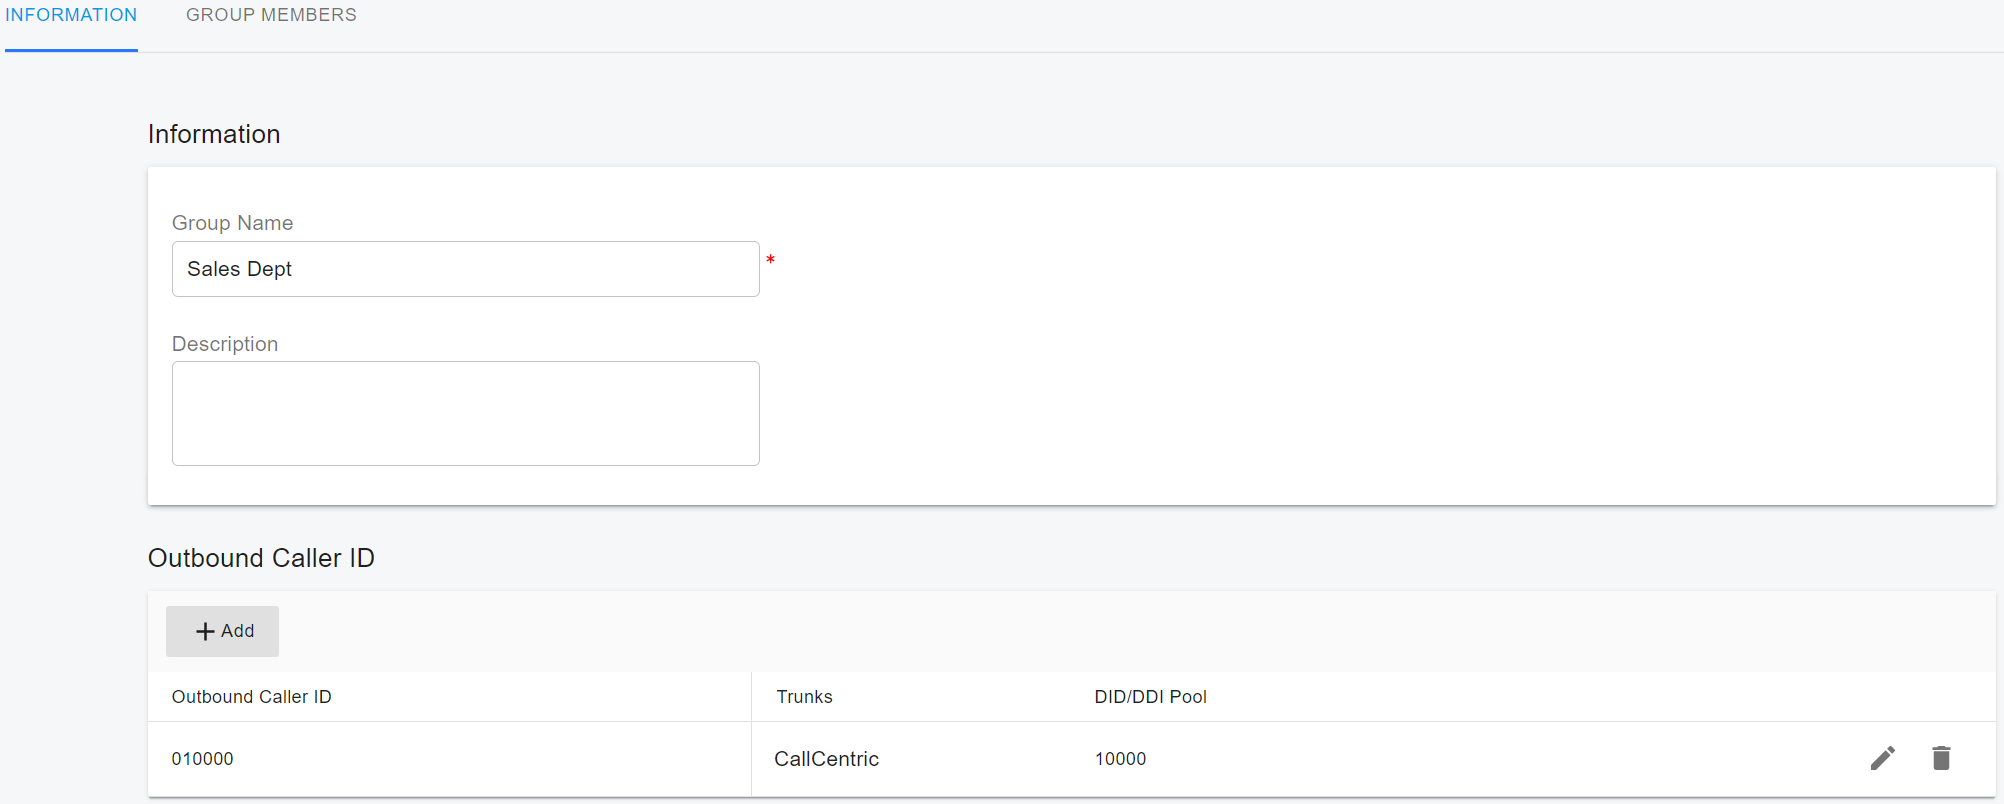 INFORMATION GROUP MEMBERS
Information
Group Name
Sales Dept *
Description
Outbound Caller ID
+ Add
Outbound Caller ID Trunks DID/DDI Pool
010000 CallCentric 10000